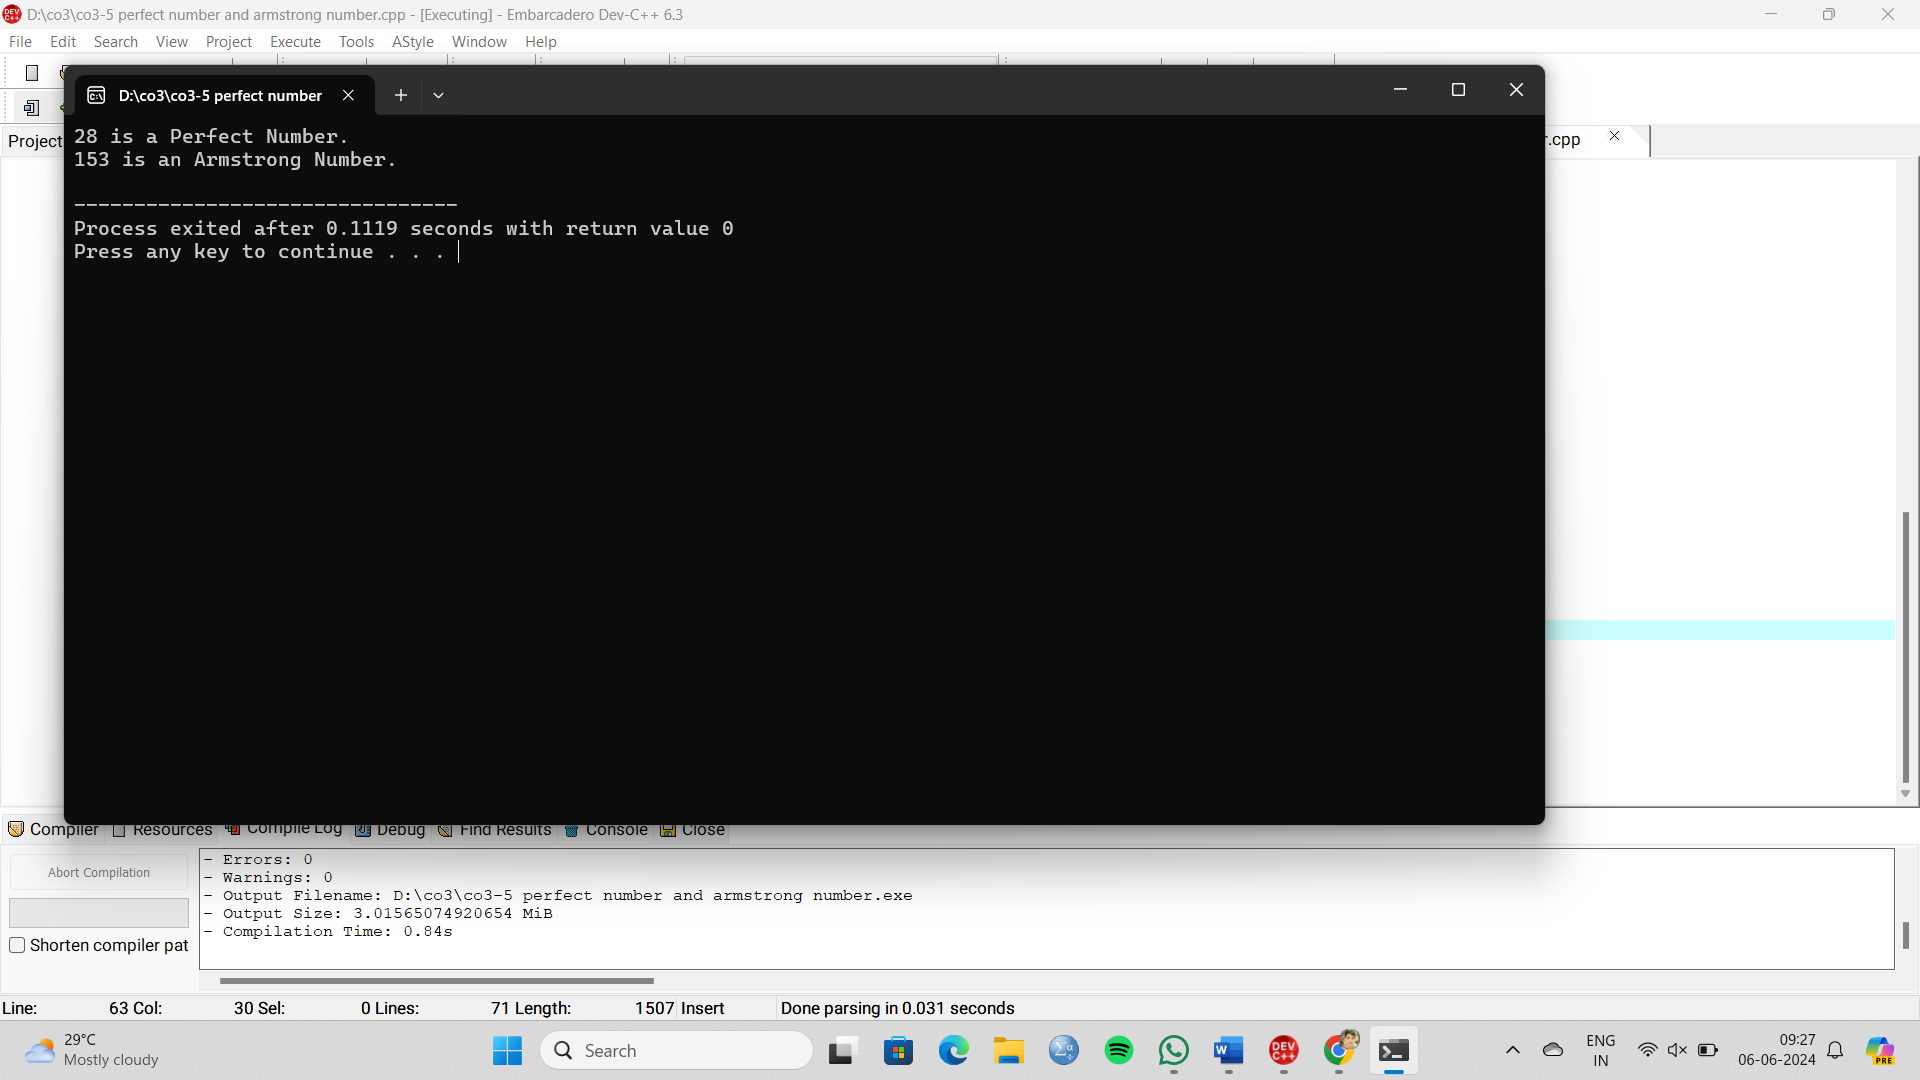 D:\co3\co3-5 perfect number and armstrong number.cpp - [Executing] - Embarcadero Dev-C++ 6.3
File Edit Search View Project Execute Tools AStyle Window Help
D:\co3\co3-5 perfect number
Project
r.cpp
28 is a Perfect Number.
153 is an Armstrong Number.
--------------------------------
Process exited after 0.1119 seconds with return value 0
Press any key to continue . . .
Compiler Resources Compile Log Debug Find Results Console Close
Abort Compilation
Shorten compiler pat
- Errors: 0
- Warnings: 0
- Output Filename: D:\co3\co3-5 perfect number and armstrong number.exe
- Output Size: 3.01565074920654 MiB
- Compilation Time: 0.84s
Line: 63 Col: 30 Sel: 0 Lines: 71 Length: 1507 Insert Done parsing in 0.031 seconds
29°C
Mostly cloudy
Search
DEV C++
ENG
IN
09:27
06-06-2024
PRE